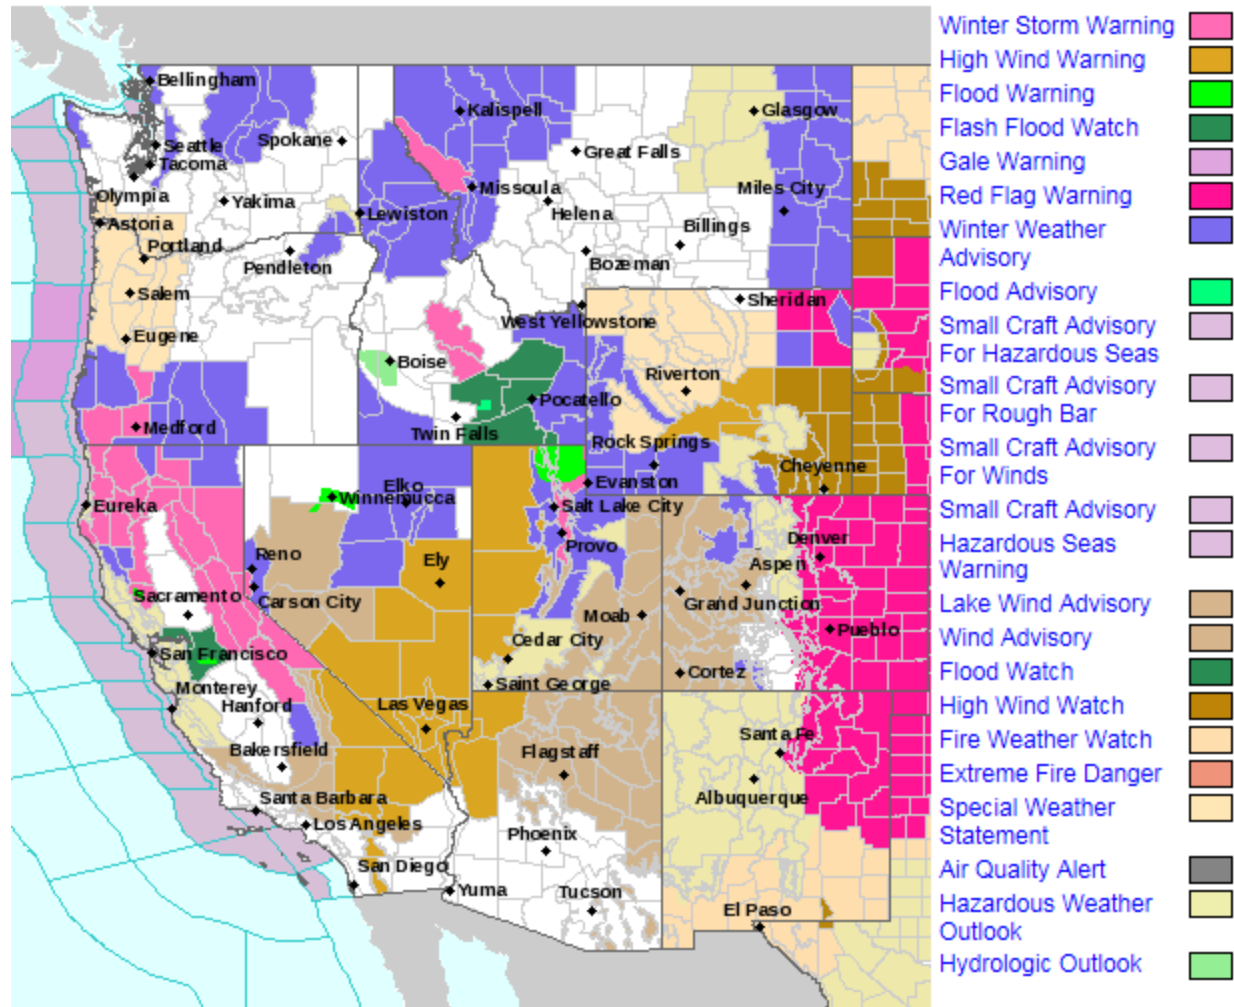 Winter Storm Warning
High Wind Warning
Flood Warning
Flash Flood Watch
Gale Warning
Red Flag Warning
Winter Weather
Advisory
Flood Advisory
Small Craft Advisory
For Hazardous Seas
Small Craft Advisory
For Rough Bar
Small Craft Advisory
For Winds
Small Craft Advisory
Hazardous Seas
Warning
Lake Wind Advisory
Wind Advisory
Flood Watch
High Wind Watch
Fire Weather Watch
Extreme Fire Danger
Special Weather
Statement
Air Quality Alert
Hazardous Weather
Outlook
Hydrologic Outlook
Bellingham
Kalispell
Glasgow
Seattle
Spokane
Great Falls
Tacoma
Olympia
Yakima
Missoula
Miles City
Lewiston
Helena
Astoria
Billings
Portland
Pendleton
Bozeman
Salem
Sheridan
West Yellowstone
Eugene
Boise
Riverton
Pocatello
Medford
Twin Falls
Rock Springs
Cheyenne
Evanston
Elko
Winnemucca
Eureka
Salt Lake City
Provo
Denver
Reno
Ely
Aspen
Sacramento
Carson City
Grand Junction
Moab
Pueblo
Cedar City
San Francisco
Cortez
Saint George
Monterey
Hanford
Las Vegas
Santa Fe
Bakersfield
Flagstaff
Albuquerque
Santa Barbara
Los Angeles
Phoenix
San Diego
Yuma
Tucson
El Paso